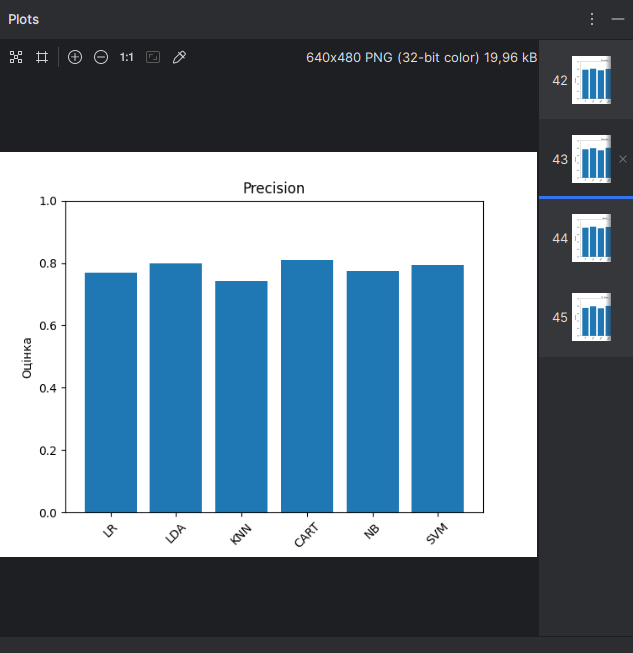 Plots
1:1
640x480 PNG (32-bit color) 19,96 kB
42
43
44
45
Precision
1.0
0.8
0.6
0.4
0.2
0.0
Оцінка
LR
LDA
KNN
CART
NB
SVM